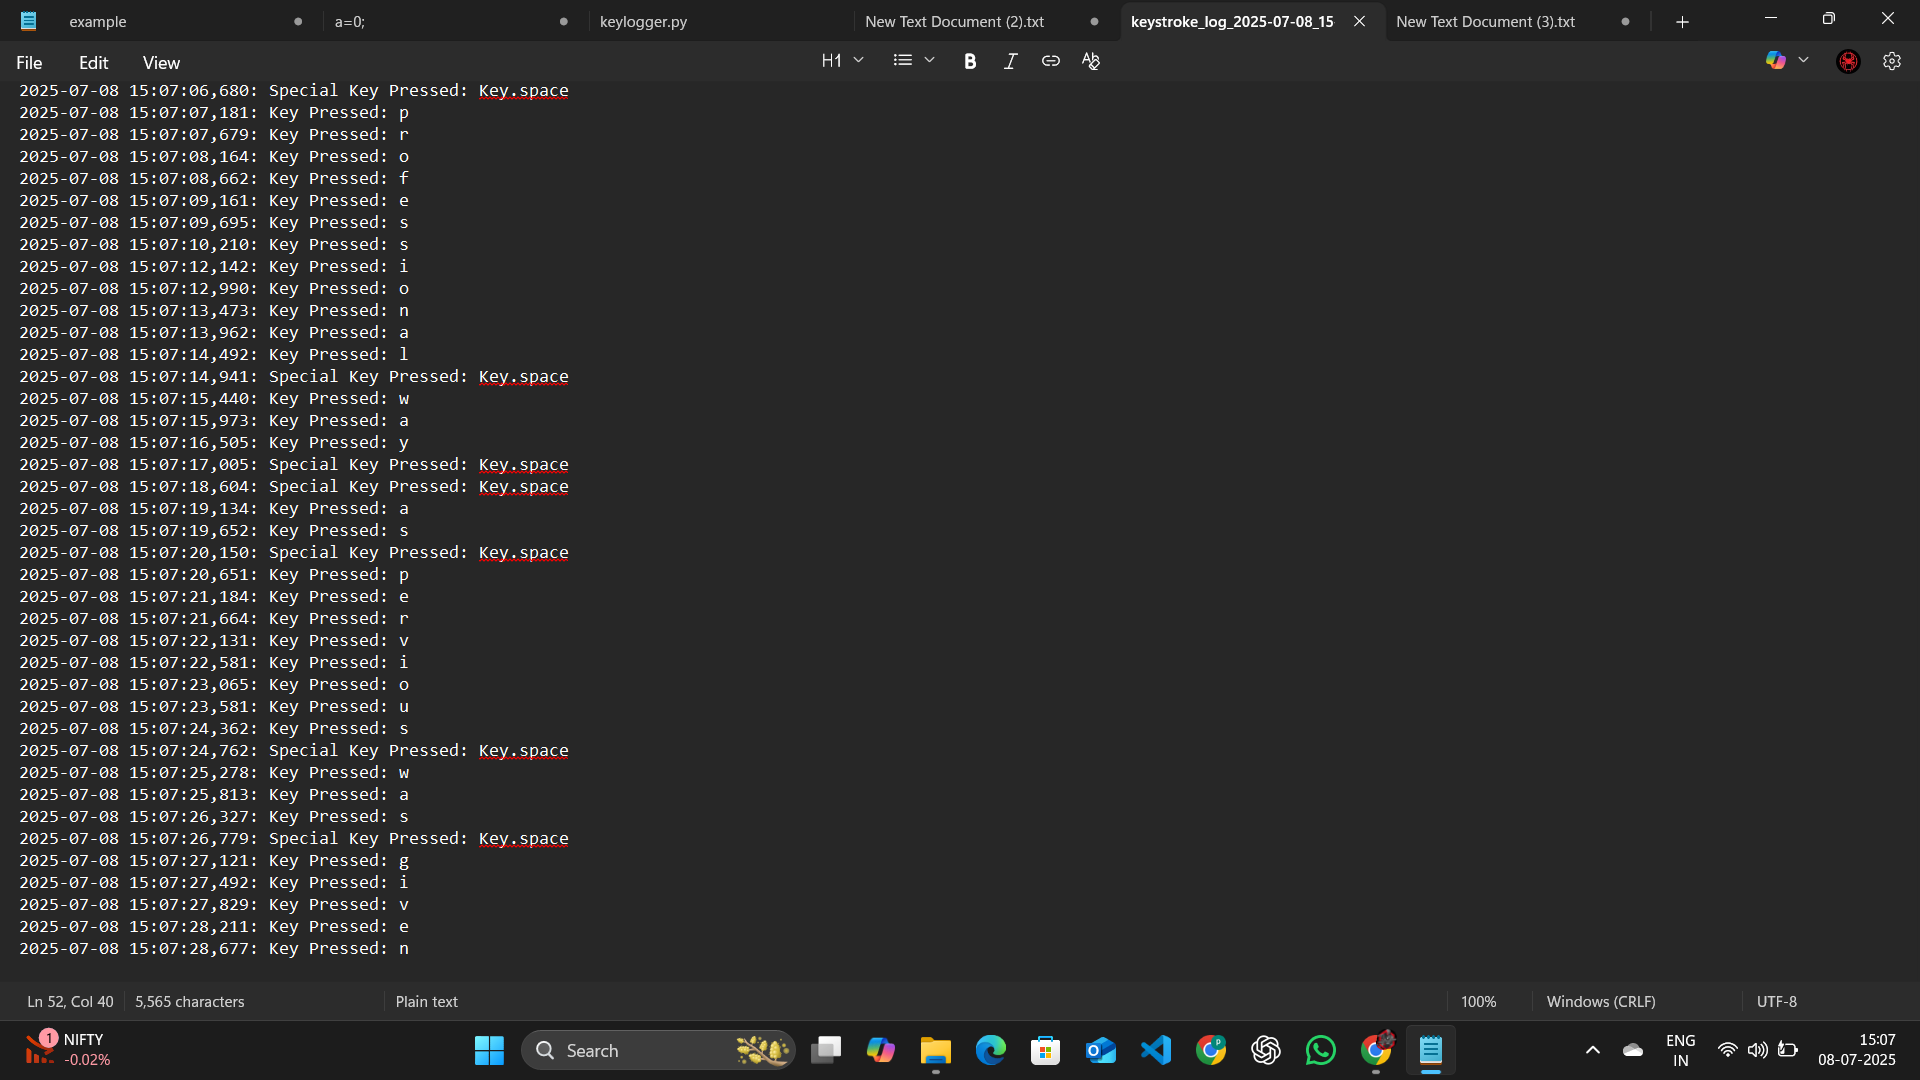 example
a=0;
keylogger.py
New Text Document (2).txt
keystroke_log_2025-07-08_15
New Text Document (3).txt
File Edit View H1 B I
2025-07-08 15:07:06,680: Special Key Pressed: Key.space
2025-07-08 15:07:07,181: Key Pressed: p
2025-07-08 15:07:07,679: Key Pressed: r
2025-07-08 15:07:08,164: Key Pressed: o
2025-07-08 15:07:08,662: Key Pressed: f
2025-07-08 15:07:09,161: Key Pressed: e
2025-07-08 15:07:09,695: Key Pressed: s
2025-07-08 15:07:10,210: Key Pressed: s
2025-07-08 15:07:12,142: Key Pressed: i
2025-07-08 15:07:12,990: Key Pressed: o
2025-07-08 15:07:13,473: Key Pressed: n
2025-07-08 15:07:13,962: Key Pressed: a
2025-07-08 15:07:14,492: Key Pressed: l
2025-07-08 15:07:14,941: Special Key Pressed: Key.space
2025-07-08 15:07:15,440: Key Pressed: w
2025-07-08 15:07:15,973: Key Pressed: a
2025-07-08 15:07:16,505: Key Pressed: y
2025-07-08 15:07:17,005: Special Key Pressed: Key.space
2025-07-08 15:07:18,604: Special Key Pressed: Key.space
2025-07-08 15:07:19,134: Key Pressed: a
2025-07-08 15:07:19,652: Key Pressed: s
2025-07-08 15:07:20,150: Special Key Pressed: Key.space
2025-07-08 15:07:20,651: Key Pressed: p
2025-07-08 15:07:21,184: Key Pressed: e
2025-07-08 15:07:21,664: Key Pressed: r
2025-07-08 15:07:22,131: Key Pressed: v
2025-07-08 15:07:22,581: Key Pressed: i
2025-07-08 15:07:23,065: Key Pressed: o
2025-07-08 15:07:23,581: Key Pressed: u
2025-07-08 15:07:24,362: Key Pressed: s
2025-07-08 15:07:24,762: Special Key Pressed: Key.space
2025-07-08 15:07:25,278: Key Pressed: w
2025-07-08 15:07:25,813: Key Pressed: a
2025-07-08 15:07:26,327: Key Pressed: s
2025-07-08 15:07:26,779: Special Key Pressed: Key.space
2025-07-08 15:07:27,121: Key Pressed: g
2025-07-08 15:07:27,492: Key Pressed: i
2025-07-08 15:07:27,829: Key Pressed: v
2025-07-08 15:07:28,211: Key Pressed: e
2025-07-08 15:07:28,677: Key Pressed: n
Ln 52, Col 40 5,565 characters Plain text 100% Windows (CRLF) UTF-8
1 NIFTY
-0.02%
Search
ENG
IN
15:07
08-07-2025